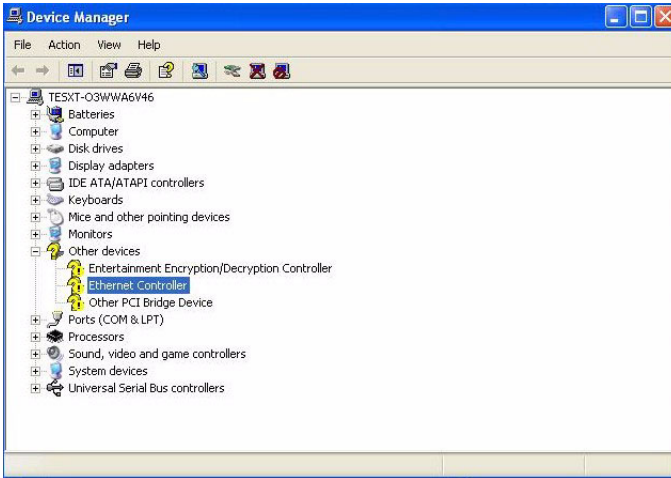 Device Manager
File Action View Help
TESXT-O3WWA6V46
Batteries
Computer
Disk drives
Display adapters
IDE ATA/ATAPI controllers
Keyboards
Mice and other pointing devices
Monitors
Other devices
Entertainment Encryption/Decryption Controller
Ethernet Controller
Other PCI Bridge Device
Ports (COM & LPT)
Processors
Sound, video and game controllers
System devices
Universal Serial Bus controllers